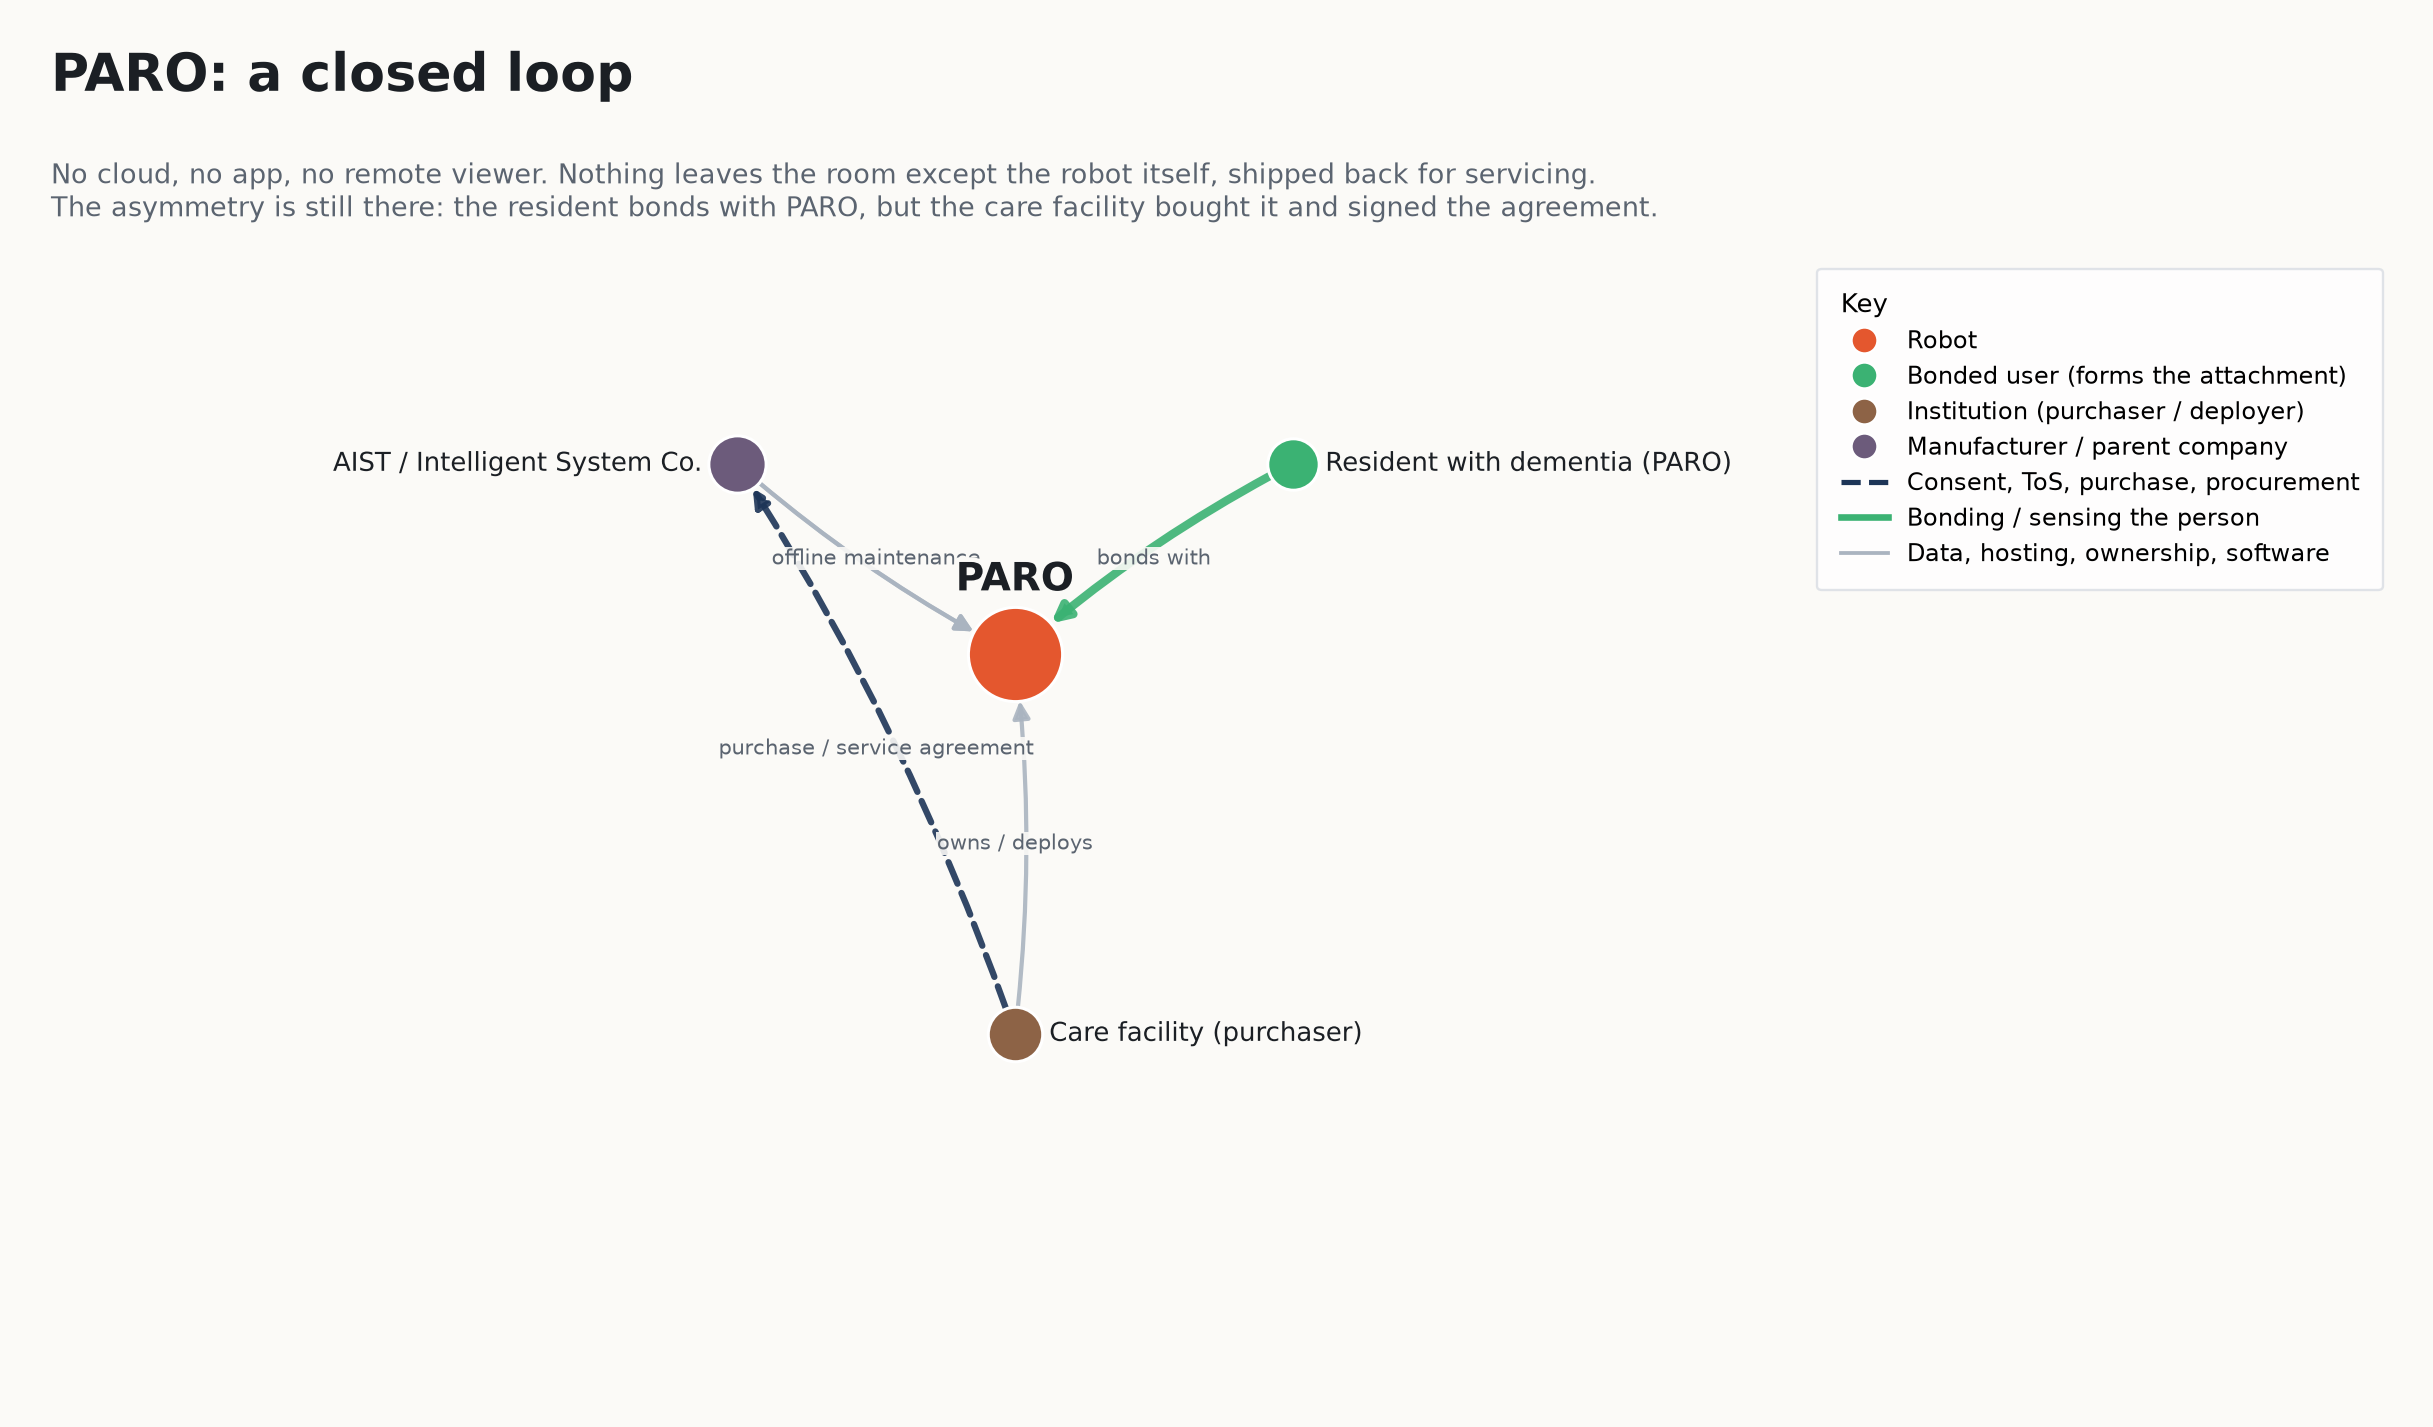 PARO: a closed loop
No cloud, no app, no remote viewer. Nothing leaves the room except the robot itself, shipped back for servicing.
The asymmetry is still there: the resident bonds with PARO, but the care facility bought it and signed the agreement.
Key
Robot
Bonded user (forms the attachment)
Institution (purchaser / deployer)
Manufacturer / parent company
Consent, ToS, purchase, procurement
Bonding / sensing the person
Data, hosting, ownership, software
AIST / Intelligent System Co.
Resident with dementia (PARO)
offline maintenance
bonds with
PARO
purchase / service agreement
owns / deploys
Care facility (purchaser)